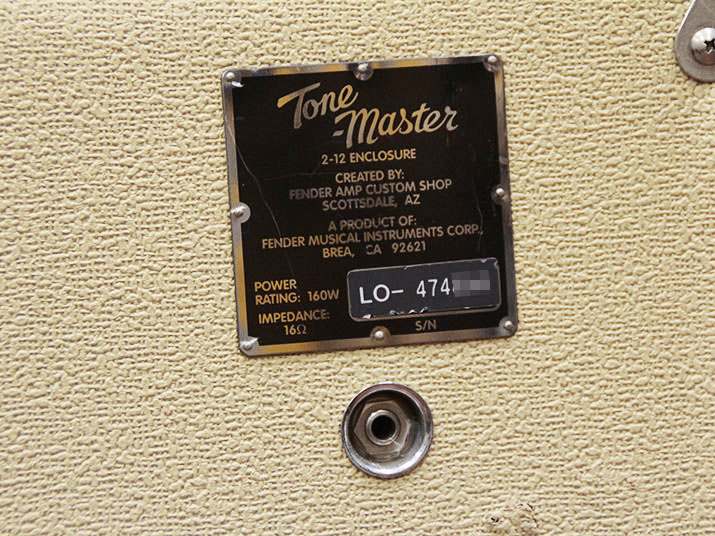 Tone
-Master
2-12 ENCLOSURE
CREATED BY:
FENDER AMP CUSTOM SHOP
SCOTTSDALE, AZ
A PRODUCT OF:
FENDER MUSICAL INSTRUMENTS CORP.,
BREA, CA 92621
POWER
RATING: 160W
LO- 474
IMPEDANCE:
16Ω
S/N